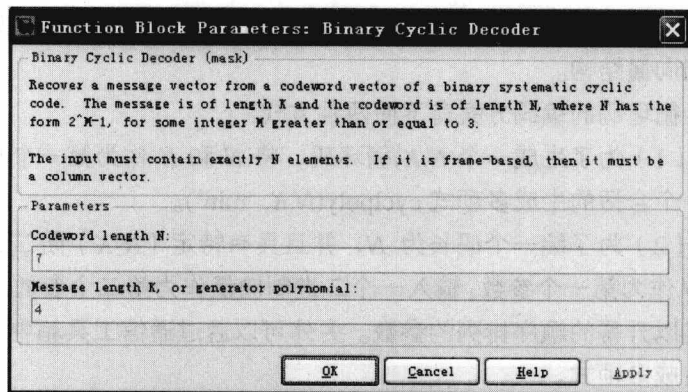 Function Block Parameters: Binary Cyclic Decoder
Binary Cyclic Decoder (mask)
Recover a message vector from a codeword vector of a binary systematic cyclic
code. The message is of length K and the codeword is of length N, where N has the
form 2^M-1, for some integer M greater than or equal to 3.
The input must contain exactly N elements. If it is frame-based, then it must be
a column vector.
Parameters
Codeword length N:
7
Message length K, or generator polynomial:
4
OK
Cancel
Help
Apply